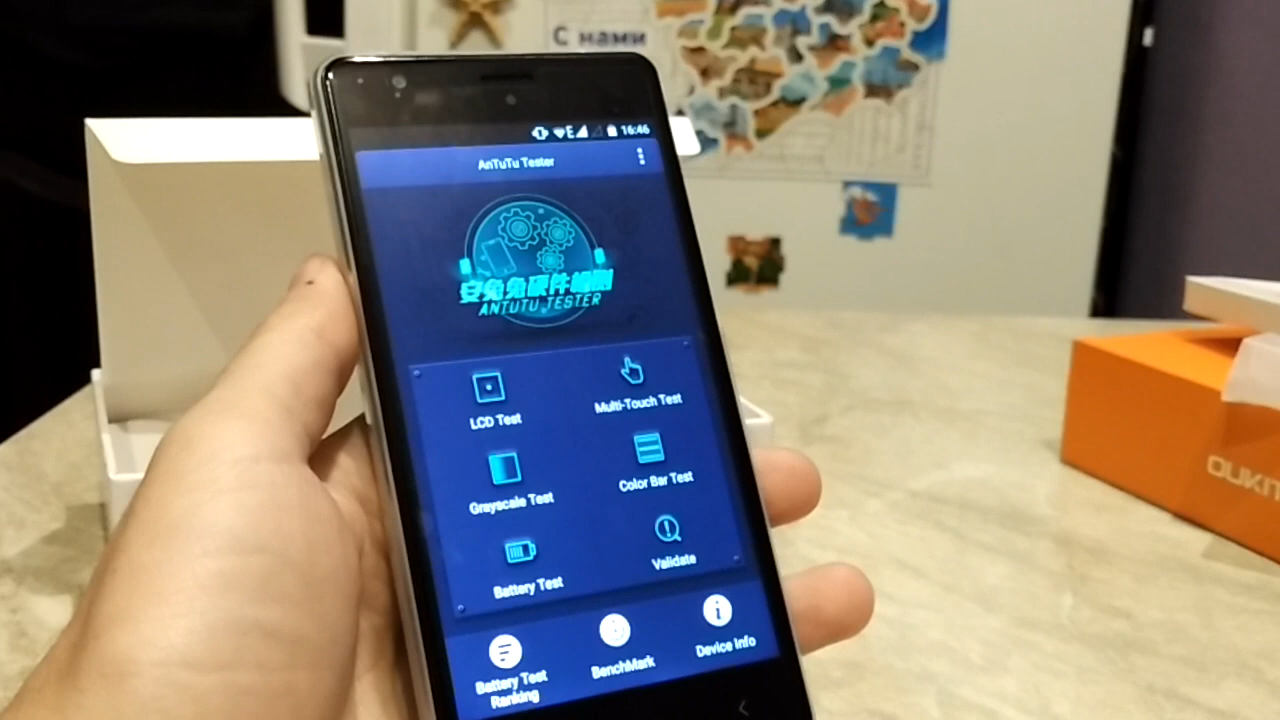 С нами
E
16:46
AnTuTu Tester
安兔兔硬件检测
ANTUTU TESTER
LCD Test
Multi-Touch Test
Grayscale Test
Color Bar Test
Battery Test
Validate
Battery Test
Ranking
BenchMark
Device Info
OUKIT